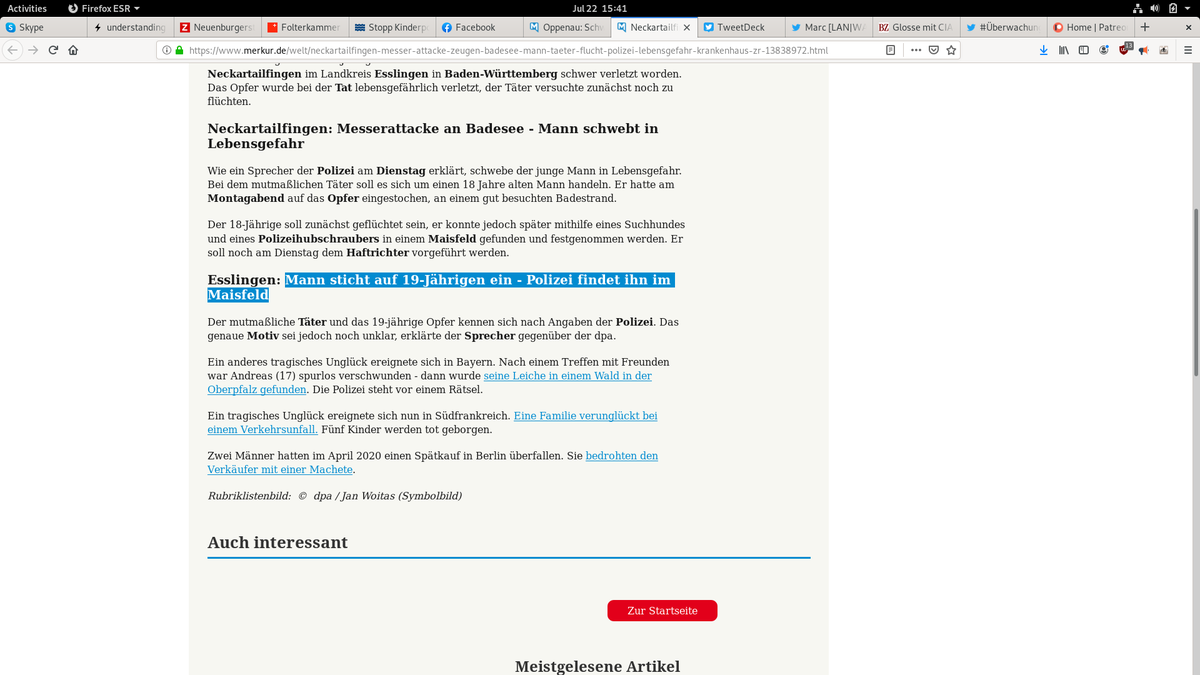 Activities
Firefox ESR
Jul 22 15:41
Skype
understanding
Neuenburgers
Folterkammer
Stopp Kinderpo
Facebook
Oppenau: Schw
Neckartailfin
TweetDeck
Marc [LAN|WA
BZ Glosse mit CIA
#Überwachun
Home | Patreo
https://www.merkur.de/welt/neckartailfingen-messer-attacke-zeugen-badesee-mann-taeter-flucht-polizei-lebensgefahr-krankenhaus-zr-13838972.html
13
Neckartailfingen im Landkreis Esslingen in Baden-Württemberg schwer verletzt worden.
Das Opfer wurde bei der Tat lebensgefährlich verletzt, der Täter versuchte zunächst noch zu
flüchten.
Neckartailfingen: Messerattacke an Badesee - Mann schwebt in
Lebensgefahr
Wie ein Sprecher der Polizei am Dienstag erklärt, schwebe der junge Mann in Lebensgefahr.
Bei dem mutmaßlichen Täter soll es sich um einen 18 Jahre alten Mann handeln. Er hatte am
Montagabend auf das Opfer eingestochen, an einem gut besuchten Badestrand.
Der 18-Jährige soll zunächst geflüchtet sein, er konnte jedoch später mithilfe eines Suchhundes
und eines Polizeihubschraubers in einem Maisfeld gefunden und festgenommen werden. Er
soll noch am Dienstag dem Haftrichter vorgeführt werden.
Esslingen: Mann sticht auf 19-Jährigen ein - Polizei findet ihn im
Maisfeld
Der mutmaßliche Täter und das 19-jährige Opfer kennen sich nach Angaben der Polizei. Das
genaue Motiv sei jedoch noch unklar, erklärte der Sprecher gegenüber der dpa.
Ein anderes tragisches Unglück ereignete sich in Bayern. Nach einem Treffen mit Freunden
war Andreas (17) spurlos verschwunden - dann wurde seine Leiche in einem Wald in der
Oberpfalz gefunden. Die Polizei steht vor einem Rätsel.
Ein tragisches Unglück ereignete sich nun in Südfrankreich. Eine Familie verunglückt bei
einem Verkehrsunfall. Fünf Kinder werden tot geborgen.
Zwei Männer hatten im April 2020 einen Spätkauf in Berlin überfallen. Sie bedrohten den
Verkäufer mit einer Machete.
Rubriklistenbild: © dpa / Jan Woitas (Symbolbild)
Auch interessant
Zur Startseite
Meistgelesene Artikel